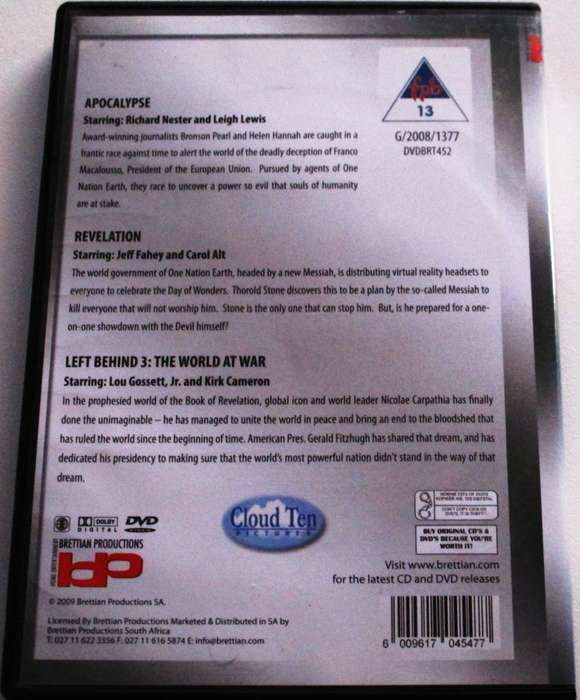 fpb
13
G/2008/1377
DVDBRT452
APOCALYPSE
Starring: Richard Nester and Leigh Lewis
Award-winning journalists Bronson Pearl and Helen Hannah are caught in a
frantic race against time to alert the world of the deadly deception of Franco
Macalousso, President of the European Union. Pursued by agents of One
Nation Earth, they race to uncover a power so evil that souls of humanity
are at stake.
REVELATION
Starring: Jeff Fahey and Carol Alt
The world government of One Nation Earth, headed by a new Messiah, is distributing virtual reality headsets to
everyone to celebrate the Day of Wonders. Thorold Stone discovers this to be a plan by the so-called Messiah to
kill everyone that will not worship him. Stone is the only one that can stop him. But, is he prepared for a one-
on-one showdown with the Devil himself?
LEFT BEHIND 3: THE WORLD AT WAR
Starring: Lou Gossett, Jr. and Kirk Cameron
In the prophesied world of the Book of Revelation, global icon and world leader Nicolae Carpathia has finally
done the unimaginable – he has managed to unite the world in peace and bring an end to the bloodshed that
has ruled the world since the beginning of time. American Pres. Gerald Fitzhugh has shared that dream, and has
dedicated his presidency to making sure that the world's most powerful nation didn't stand in the way of that
dream.
DOLBY
DIGITAL
DVD
Cloud Ten
PICTURES
BUY ORIGINAL CD'S &
DVD'S BECAUSE YOU'RE
WORTH IT!
BRETTIAN PRODUCTIONS
bp
Visit www.brettian.com
for the latest CD and DVD releases
© 2009 Brettian Productions SA.
Licensed By Brettian Productions Marketed & Distributed in SA by
Brettian Productions South Africa
T: 027 11 622 3356 F: 027 11 616 5874 E: info@brettian.com
6 009617 045477